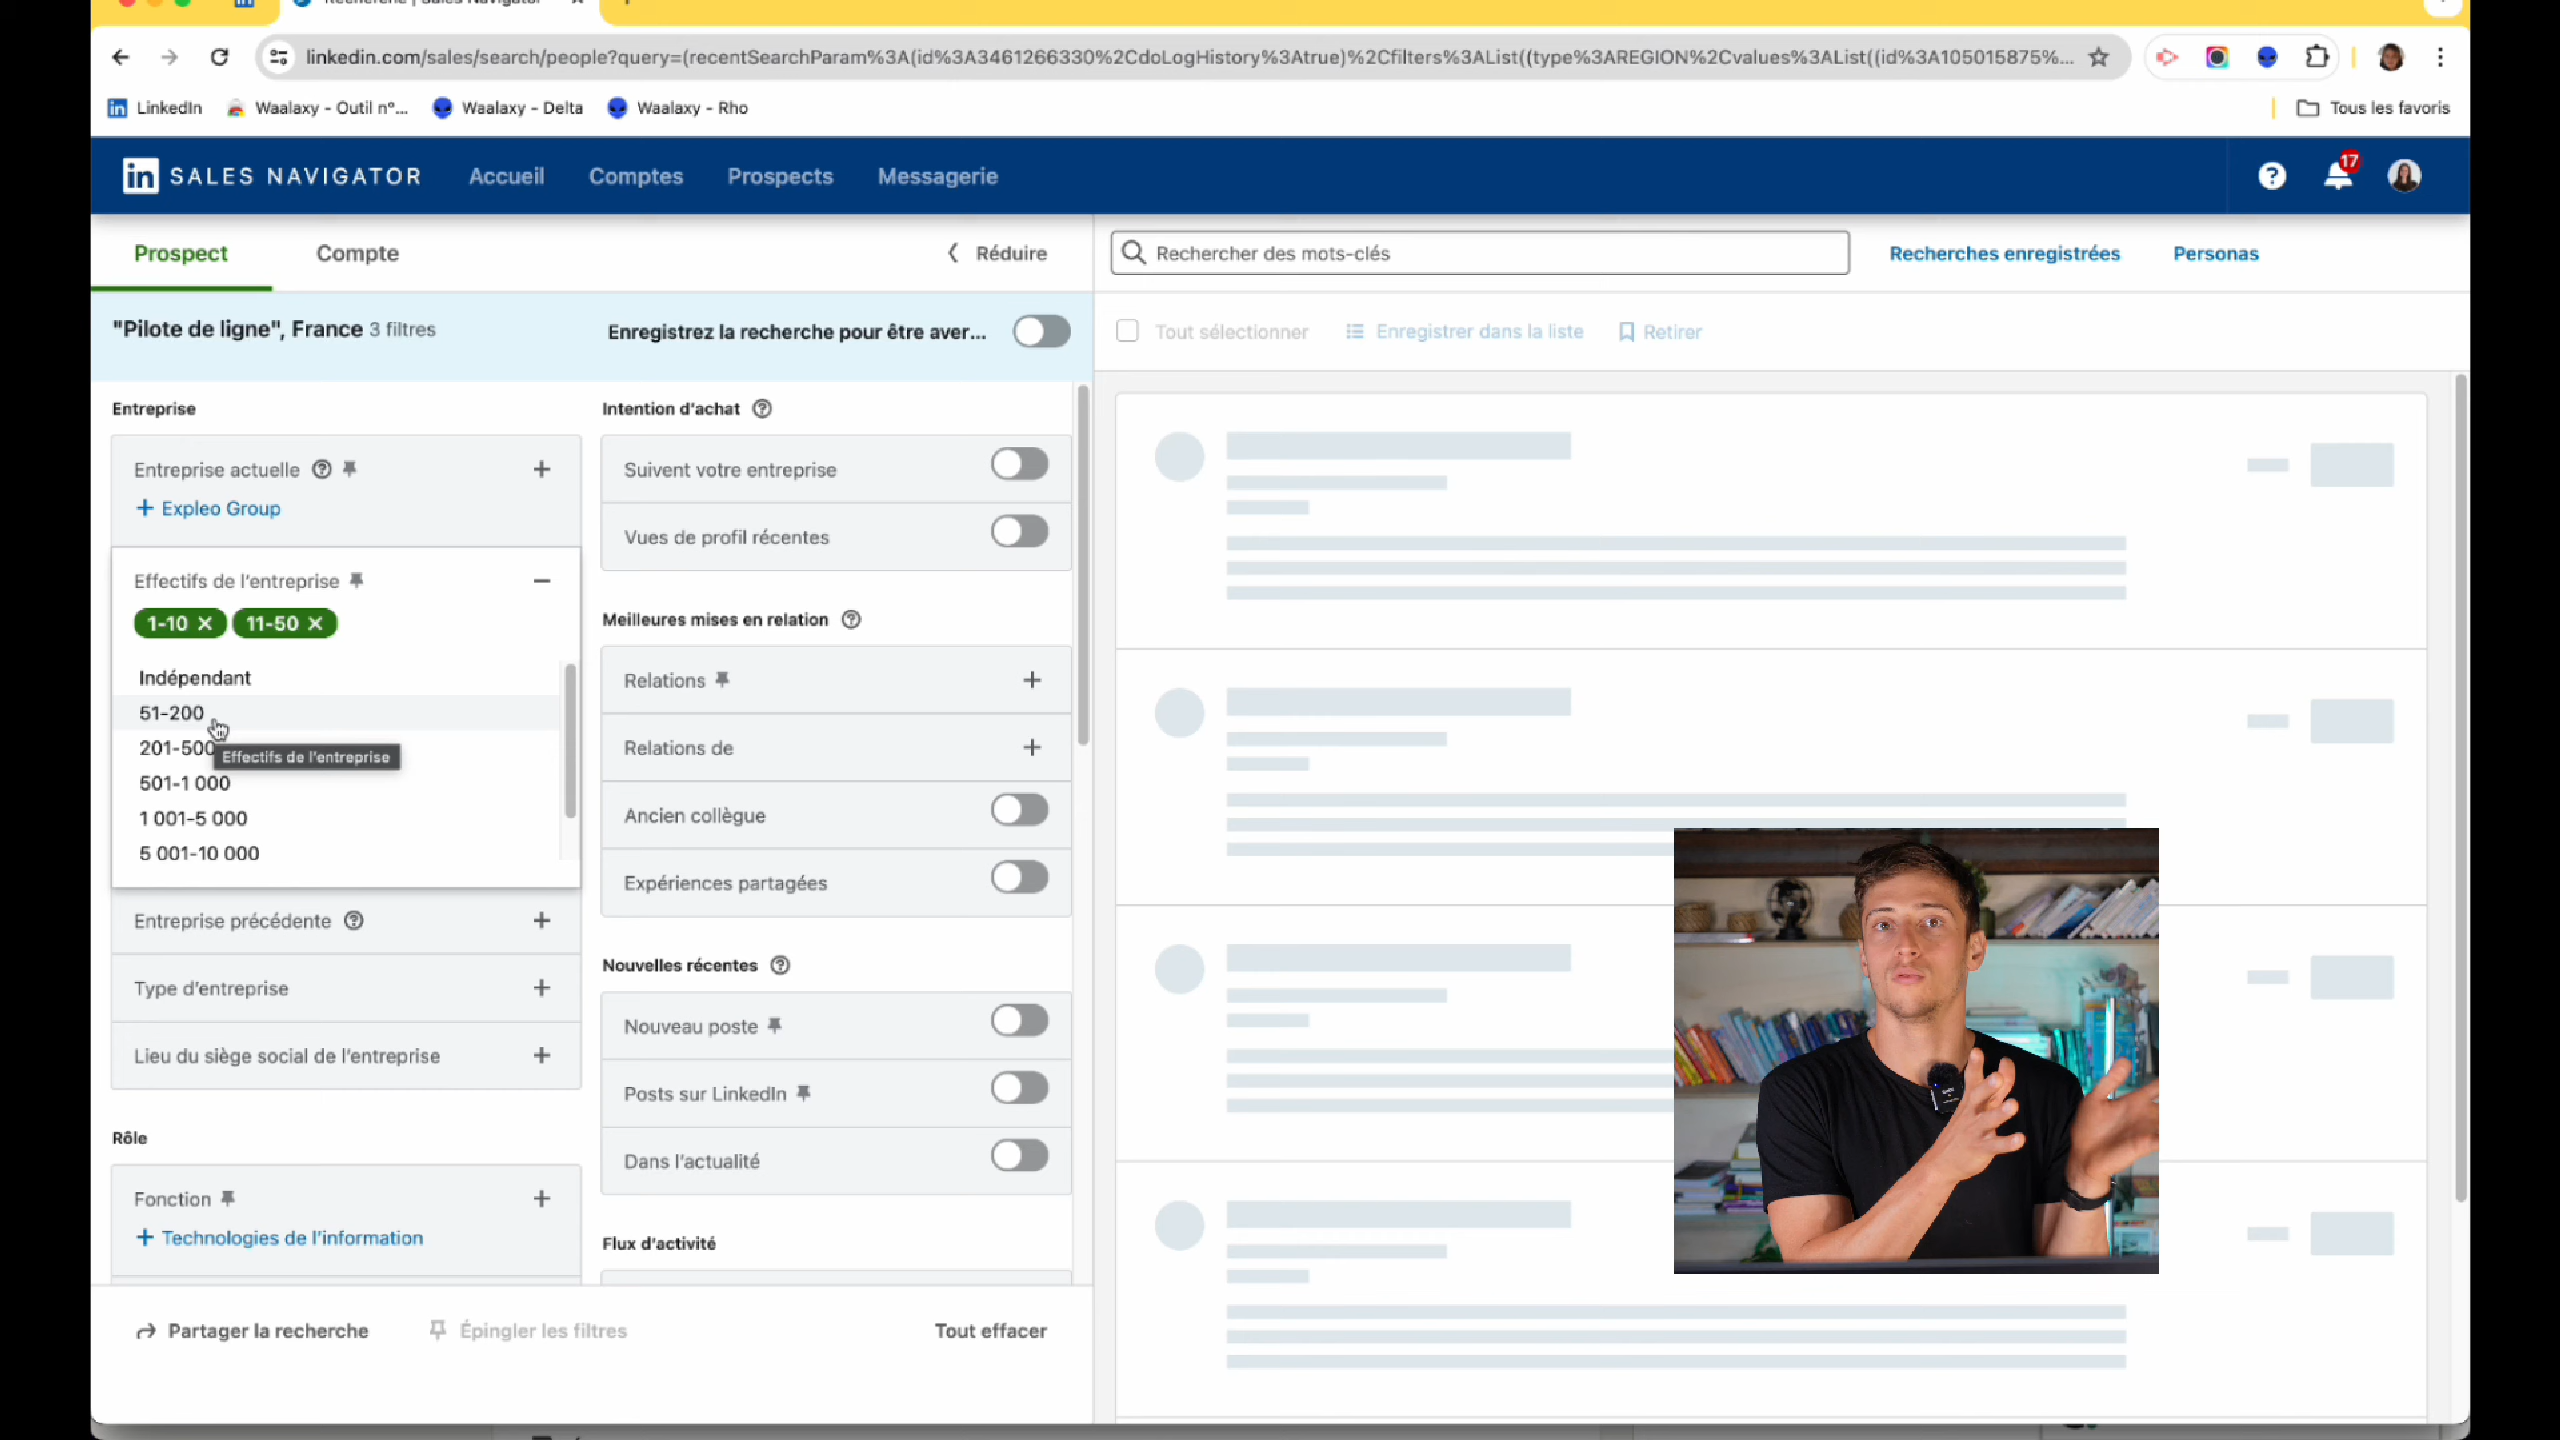 Recherche | Sales Navigator
linkedin.com/sales/search/people?query=(recentSearchParam%3A(id%3A3461266330%2CdoLogHistory%3Atrue)%2Cfilters%3AList((type%3AREGION%2Cvalues%3AList((id%3A105015875%...
LinkedIn
Waalaxy - Outil n°...
Waalaxy - Delta
Waalaxy - Rho
Tous les favoris
in SALES NAVIGATOR
Accueil
Comptes
Prospects
Messagerie
17
Prospect
Compte
Réduire
Rechercher des mots-clés
Recherches enregistrées
Personas
"Pilote de ligne", France 3 filtres
Enregistrez la recherche pour être aver...
Tout sélectionner
Enregistrer dans la liste
Retirer
Entreprise
Entreprise actuelle
+ Expleo Group
Effectifs de l'entreprise
1-10 ×
11-50 ×
Indépendant
51-200
201-500
Effectifs de l'entreprise
501-1 000
1 001-5 000
5 001-10 000
Entreprise précédente
Type d'entreprise
Lieu du siège social de l'entreprise
Rôle
Fonction
+ Technologies de l'information
Intention d'achat
Suivent votre entreprise
Vues de profil récentes
Meilleures mises en relation
Relations
Relations de
Ancien collègue
Expériences partagées
Nouvelles récentes
Nouveau poste
Posts sur LinkedIn
Dans l'actualité
Flux d'activité
Partager la recherche
Épingler les filtres
Tout effacer